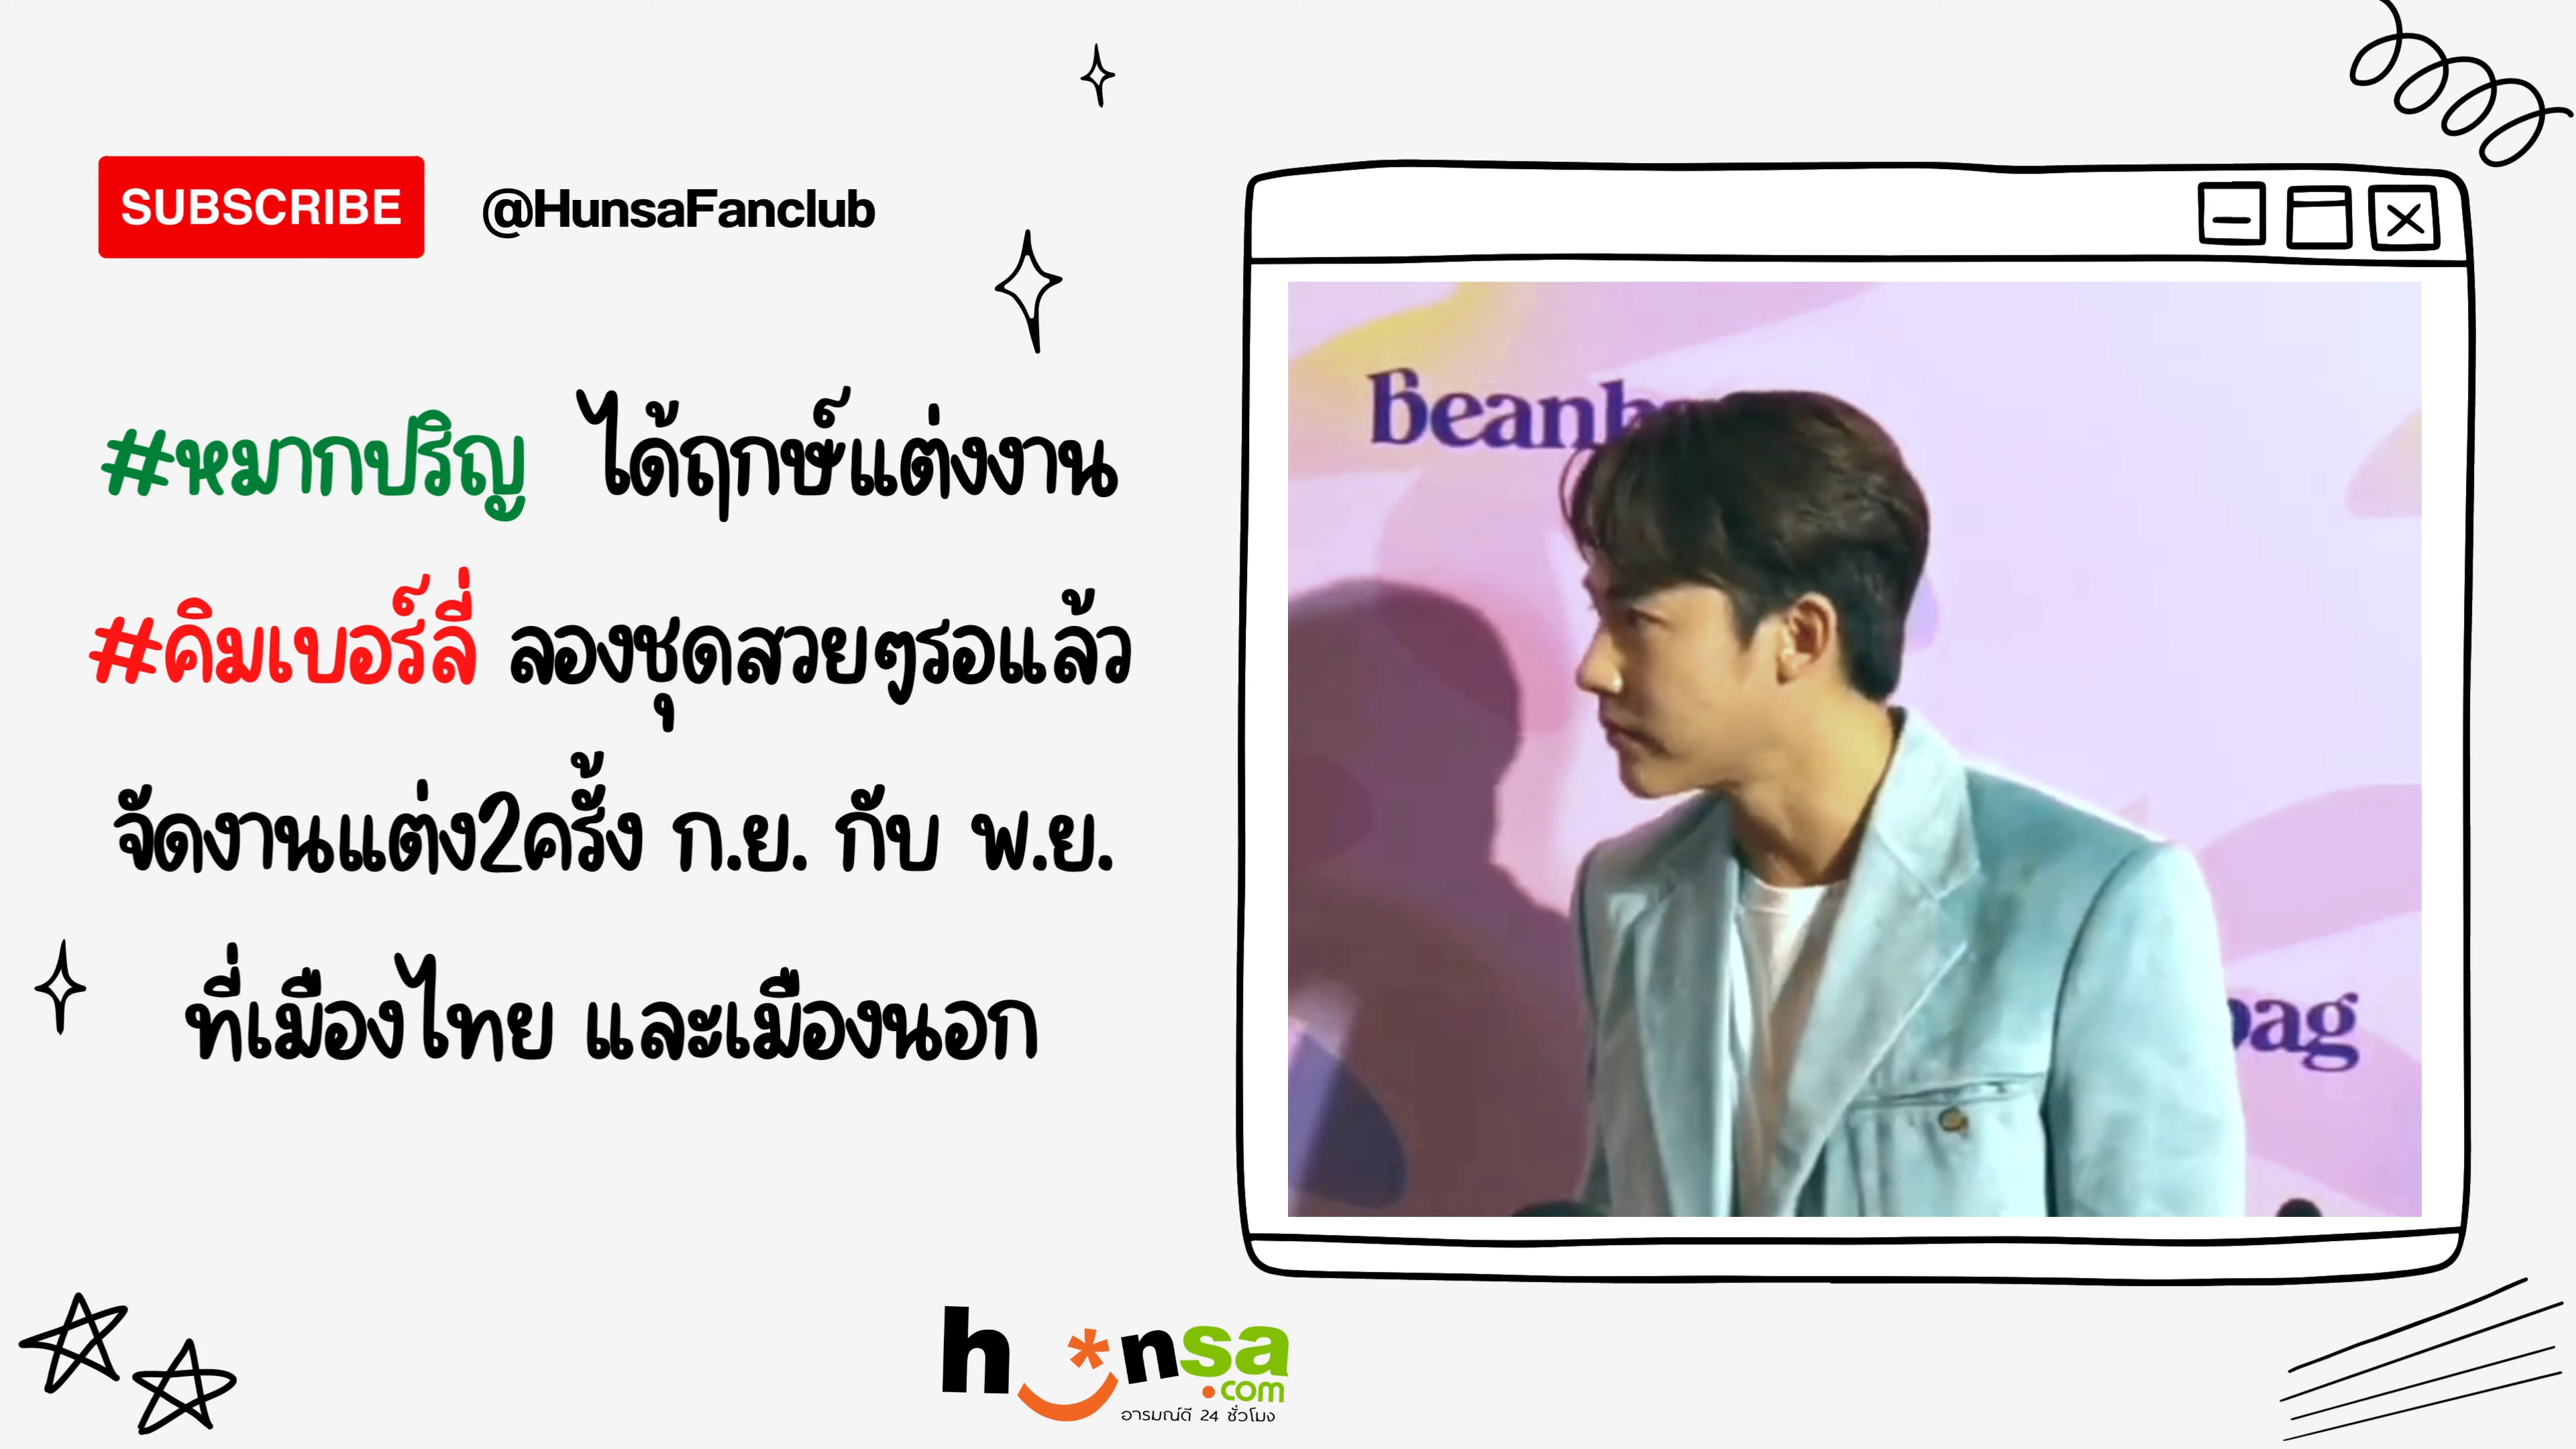 SUBSCRIBE @HunsaFanclub
#หมากปริญ ได้ฤกษ์แต่งงาน
#คิมเบอร์ลี่ ลองชุดสวยๆรอแล้ว
จัดงานแต่ง2ครั้ง ก.ย. กับ พ.ย.
ที่เมืองไทย และเมืองนอก
beanb
bag
hunsa
.com
อารมณ์ดี 24 ชั่วโมง